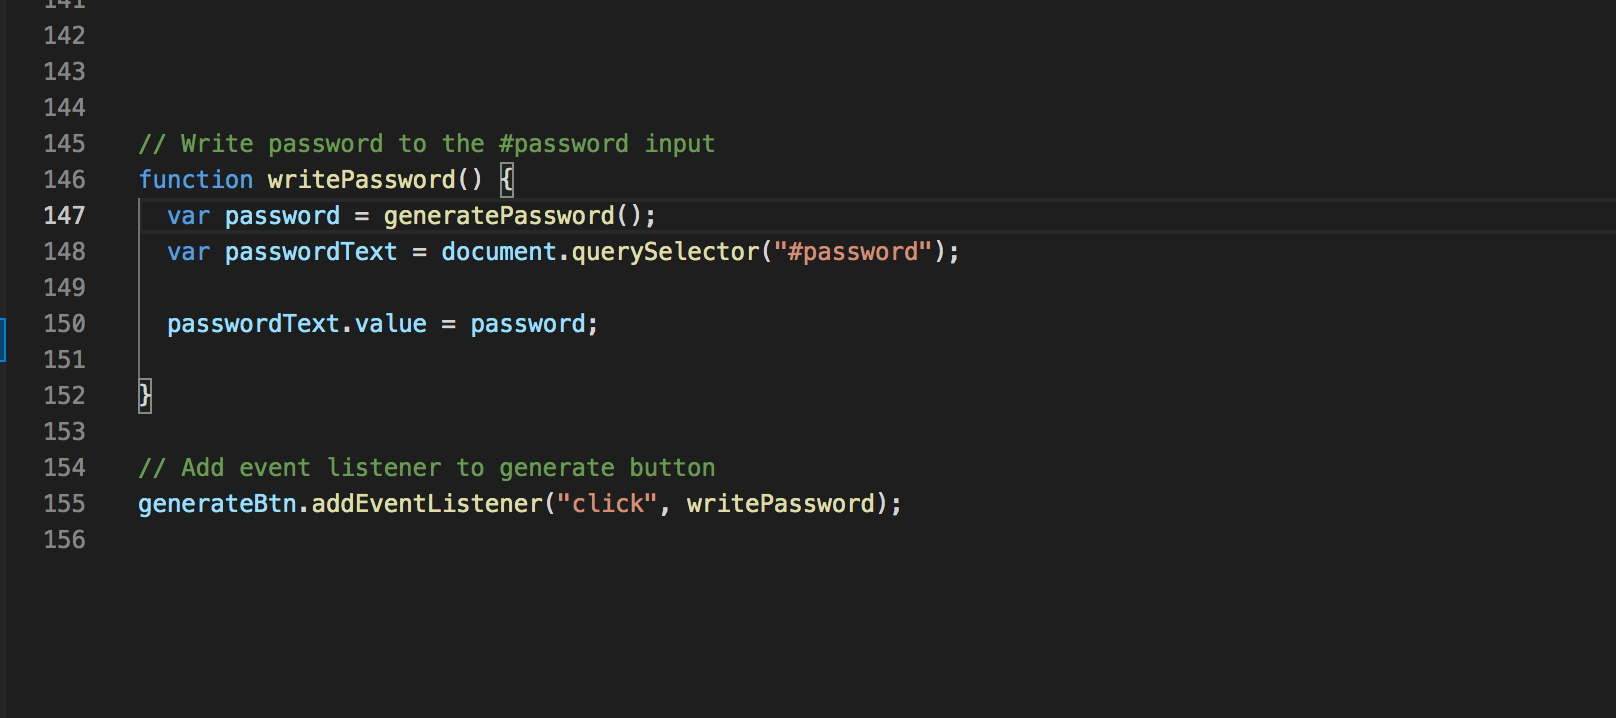 141
142
143
144
145 // Write password to the #password input
146 function writePassword() {
147 var password = generatePassword();
148 var passwordText = document.querySelector("#password");
149
150 passwordText.value = password;
151
152 }
153
154 // Add event listener to generate button
155 generateBtn.addEventListener("click", writePassword);
156